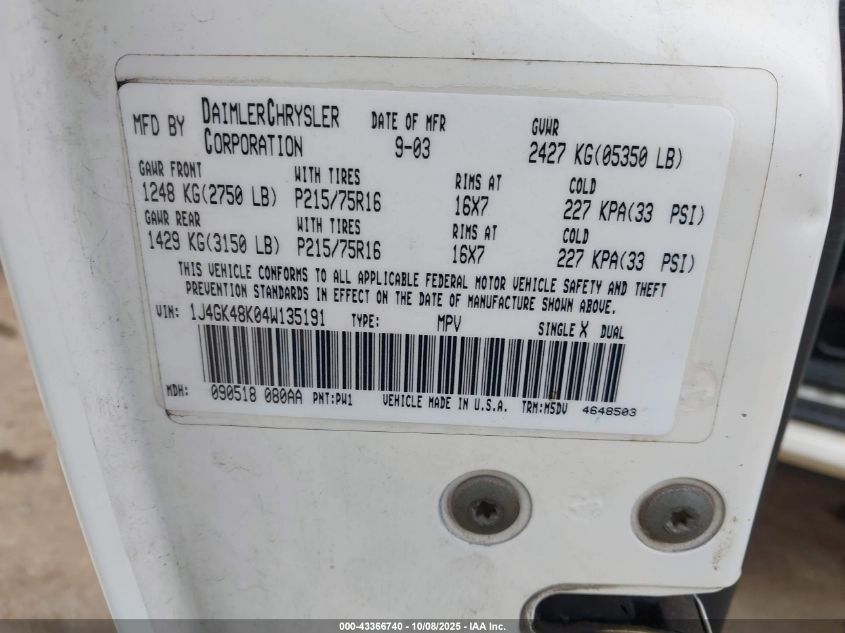 MFD BY DAIMLERCHRYSLER CORPORATION DATE OF MFR 9-03 GVWR 2427 KG(05350 LB)
GAWR FRONT WITH TIRES RIMS AT COLD
1248 KG(2750 LB) P215/75R16 16X7 227 KPA(33 PSI)
GAWR REAR WITH TIRES RIMS AT COLD
1429 KG(3150 LB) P215/75R16 16X7 227 KPA(33 PSI)
THIS VEHICLE CONFORMS TO ALL APPLICABLE FEDERAL MOTOR VEHICLE SAFETY AND THEFT
PREVENTION STANDARDS IN EFFECT ON THE DATE OF MANUFACTURE SHOWN ABOVE.
VIN: 1J4GK48K04W135191 TYPE: MPV SINGLE X DUAL
MDH: 090518 080AA PNT:PW1 VEHICLE MADE IN U.S.A. TRM:M5DV 4648503
000-43366740 - 10/08/2025 - IAA Inc.